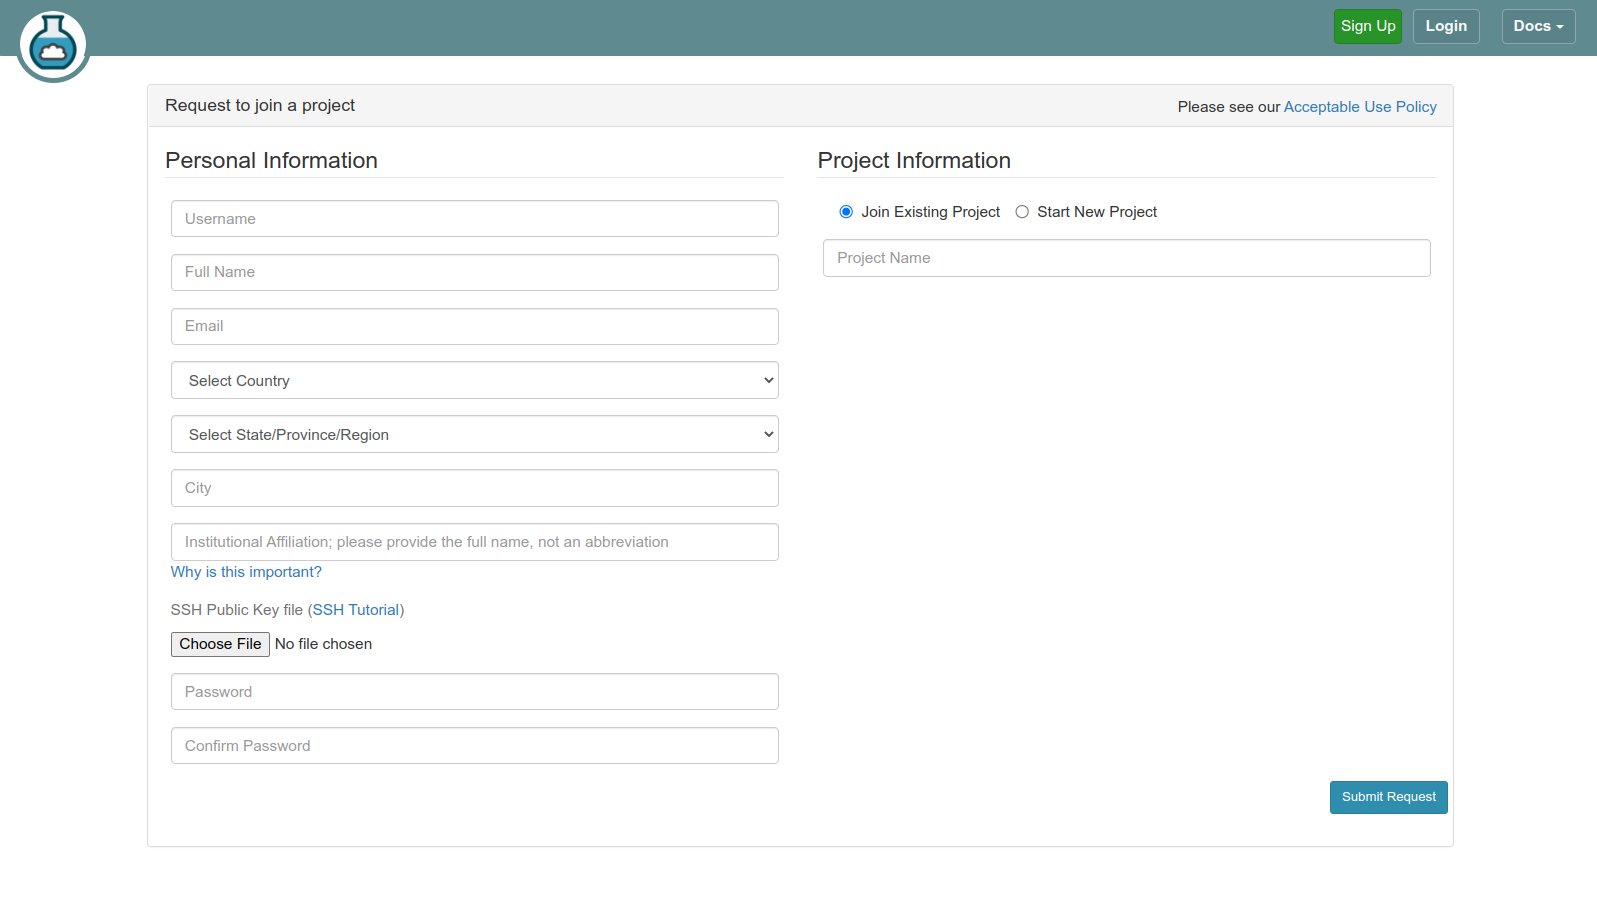 Sign Up
Login
Docs
Request to join a project
Please see our Acceptable Use Policy
Personal Information
Project Information
Username
Join Existing Project
Start New Project
Full Name
Project Name
Email
Select Country
Select State/Province/Region
City
Institutional Affiliation; please provide the full name, not an abbreviation
Why is this important?
SSH Public Key file (SSH Tutorial)
Choose File No file chosen
Password
Confirm Password
Submit Request